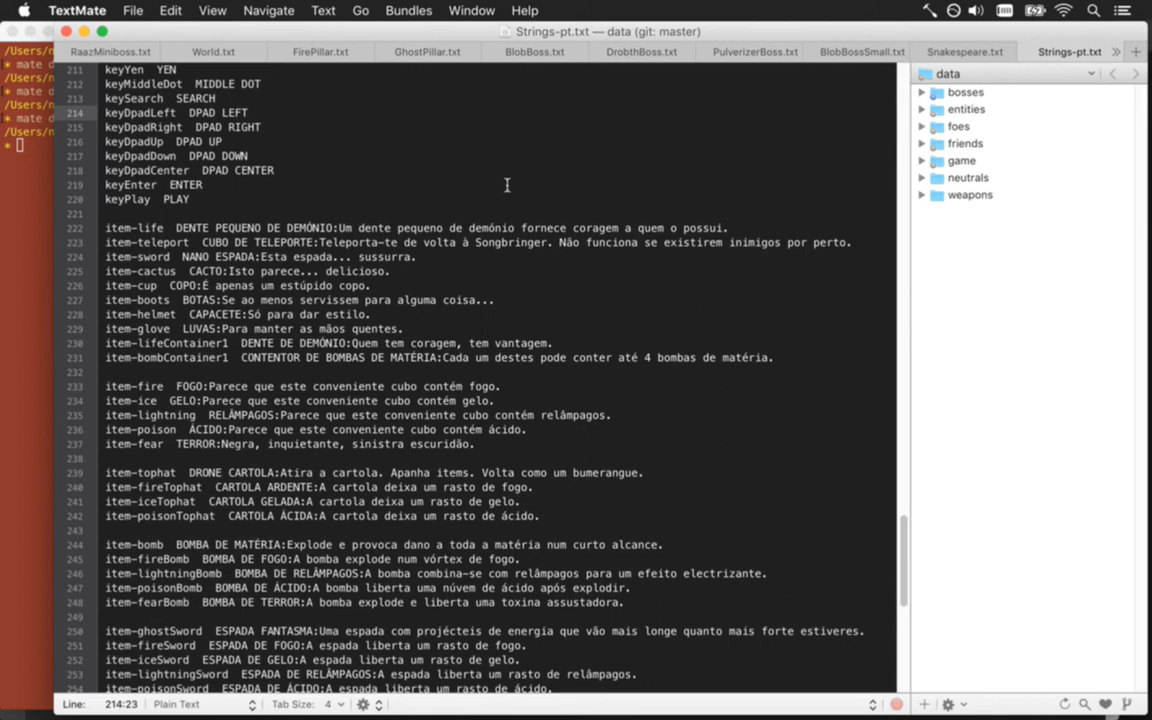 TextMate File Edit View Navigate Text Go Bundles Window Help
Strings-pt.txt — data (git: master)
RaazMiniboss.txt World.txt FirePillar.txt GhostPillar.txt BlobBoss.txt DrobthBoss.txt PulverizerBoss.txt BlobBossSmall.txt Snakespeare.txt Strings-pt.txt
/Users/n
* mate d
/Users/n
* mate d
/Users/n
* mate d
/Users/n
*
211 keyYen YEN
212 keyMiddleDot MIDDLE DOT
213 keySearch SEARCH
214 keyDpadLeft DPAD LEFT
215 keyDpadRight DPAD RIGHT
216 keyDpadUp DPAD UP
217 keyDpadDown DPAD DOWN
218 keyDpadCenter DPAD CENTER
219 keyEnter ENTER
220 keyPlay PLAY
221
222 item-life DENTE PEQUENO DE DEMÓNIO:Um dente pequeno de demónio fornece coragem a quem o possui.
223 item-teleport CUBO DE TELEPORTE:Teleporta-te de volta à Songbringer. Não funciona se existirem inimigos por perto.
224 item-sword NANO ESPADA:Esta espada... sussurra.
225 item-cactus CACTO:Isto parece... delicioso.
226 item-cup COPO:É apenas um estúpido copo.
227 item-boots BOTAS:Se ao menos servissem para alguma coisa...
228 item-helmet CAPACETE:Só para dar estilo.
229 item-glove LUVAS:Para manter as mãos quentes.
230 item-lifeContainer1 DENTE DE DEMÓNIO:Quem tem coragem, tem vantagem.
231 item-bombContainer1 CONTENTOR DE BOMBAS DE MATÉRIA:Cada um destes pode conter até 4 bombas de matéria.
232
233 item-fire FOGO:Parece que este conveniente cubo contém fogo.
234 item-ice GELO:Parece que este conveniente cubo contém gelo.
235 item-lightning RELÂMPAGOS:Parece que este conveniente cubo contém relâmpagos.
236 item-poison ÁCIDO:Parece que este conveniente cubo contém ácido.
237 item-fear TERROR:Negra, inquietante, sinistra escuridão.
238
239 item-tophat DRONE CARTOLA:Atira a cartola. Apanha items. Volta como um bumerangue.
240 item-fireTophat CARTOLA ARDENTE:A cartola deixa um rasto de fogo.
241 item-iceTophat CARTOLA GELADA:A cartola deixa um rasto de gelo.
242 item-poisonTophat CARTOLA ÁCIDA:A cartola deixa um rasto de ácido.
243
244 item-bomb BOMBA DE MATÉRIA:Explode e provoca dano a toda a matéria num curto alcance.
245 item-fireBomb BOMBA DE FOGO:A bomba explode num vórtex de fogo.
246 item-lightningBomb BOMBA DE RELÂMPAGOS:A bomba combina-se com relâmpagos para um efeito electrizante.
247 item-poisonBomb BOMBA DE ÁCIDO:A bomba liberta uma núvem de ácido após explodir.
248 item-fearBomb BOMBA DE TERROR:A bomba explode e liberta uma toxina assustadora.
249
250 item-ghostSword ESPADA FANTASMA:Uma espada com projécteis de energia que vão mais longe quanto mais forte estiveres.
251 item-fireSword ESPADA DE FOGO:A espada liberta um rasto de fogo.
252 item-iceSword ESPADA DE GELO:A espada liberta um rasto de gelo.
253 item-lightningSword ESPADA DE RELÂMPAGOS:A espada liberta um rasto de relâmpagos.
254 item-poisonSword ESPADA DE ÁCIDO:A espada liberta um rasto de ácido.
data
bosses
entities
foes
friends
game
neutrals
weapons
Line: 214:23 Plain Text Tab Size: 4